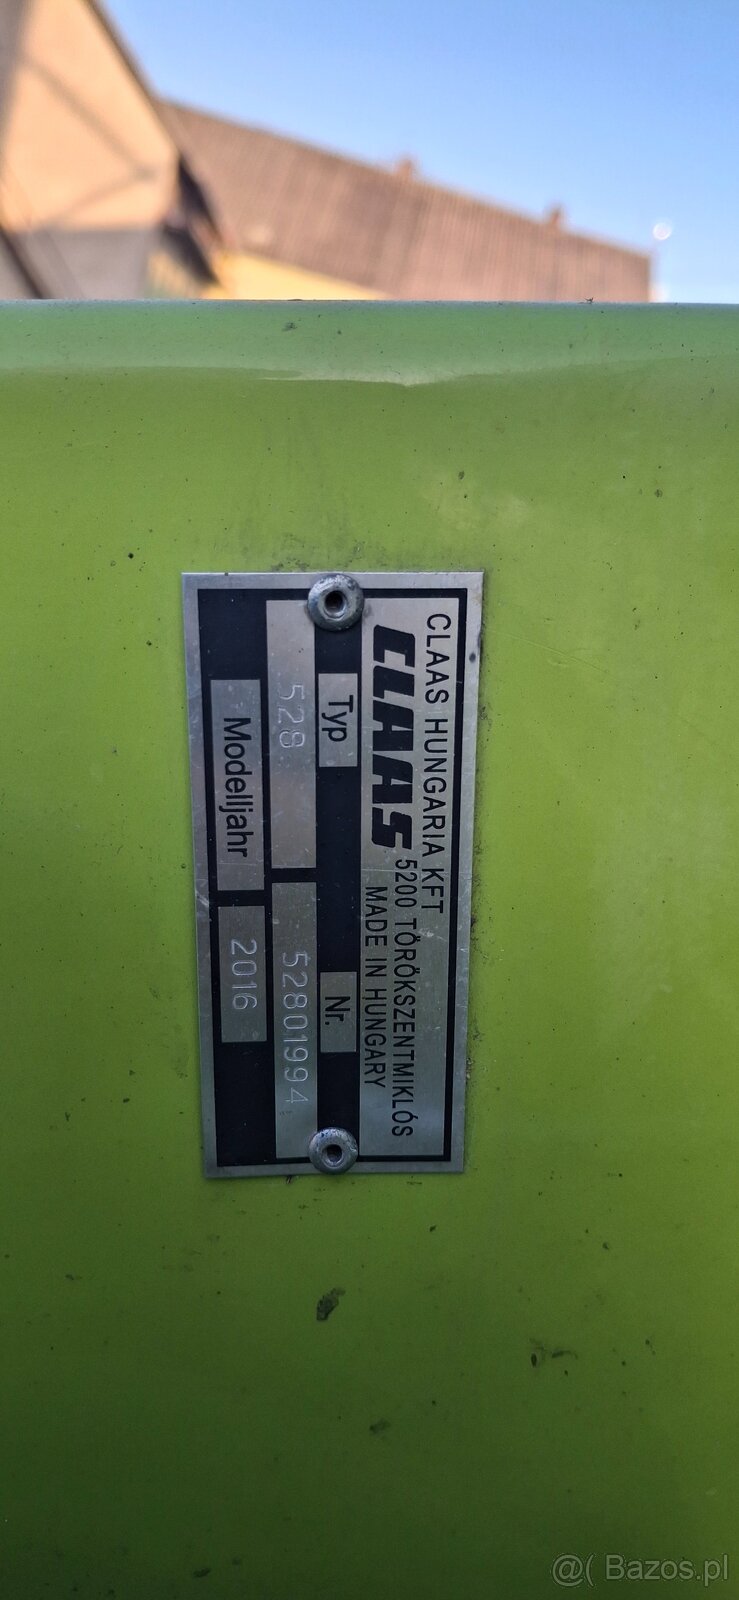 CLAAS HUNGARIA KFT
CLAAS 5200 TÖRÖKSZENTMIKLÓS
MADE IN HUNGARY
Typ Nr.
528 52801994
Modelljahr 2016
@( Bazos.pl